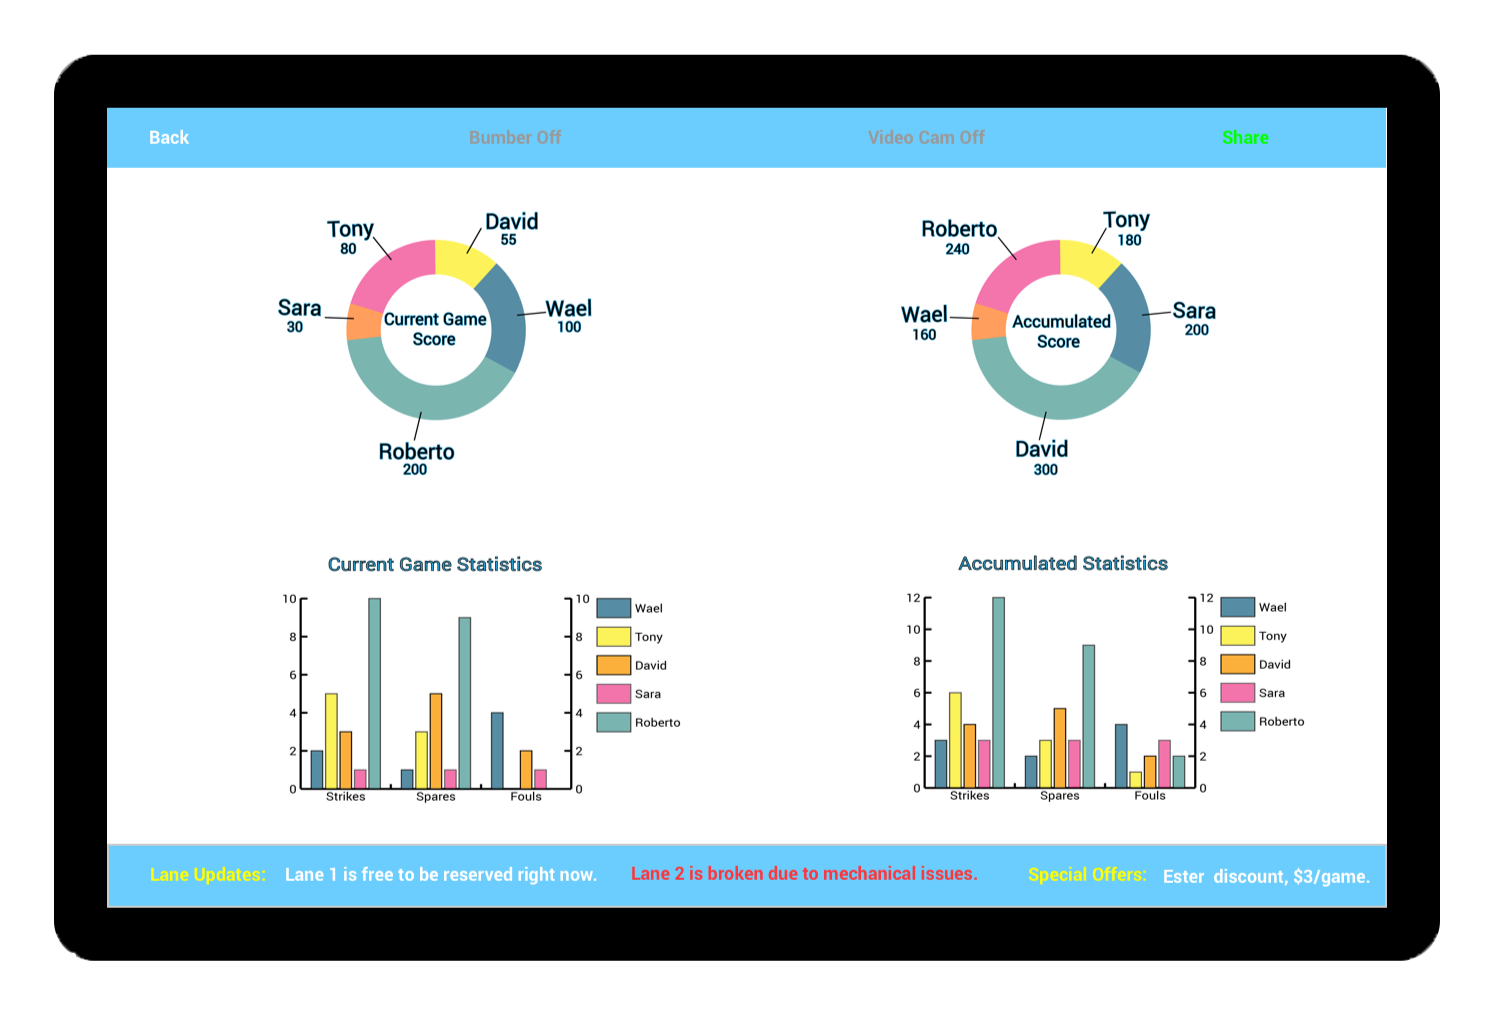 Back
Bumber Off
Video Cam Off
Share
Tony
80
David
55
Sara
30
Wael
100
Current Game
Score
Roberto
200
Roberto
240
Tony
180
Wael
160
Sara
200
Accumulated
Score
David
300
Current Game Statistics
10
8
6
4
2
0
10
8
6
4
2
0
Strikes
Spares
Fouls
Wael
Tony
David
Sara
Roberto
Accumulated Statistics
12
10
8
6
4
2
0
12
10
8
6
4
2
0
Strikes
Spares
Fouls
Wael
Tony
David
Sara
Roberto
Lane Updates: Lane 1 is free to be reserved right now. Lane 2 is broken due to mechanical issues. Special Offers: Ester discount, $3/game.